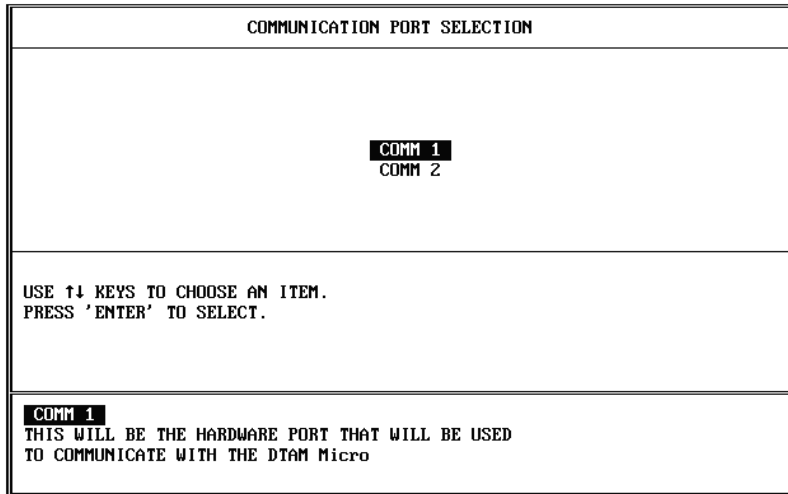 COMMUNICATION PORT SELECTION
COMM 1
COMM 2
USE ↑↓ KEYS TO CHOOSE AN ITEM.
PRESS 'ENTER' TO SELECT.
COMM 1
THIS WILL BE THE HARDWARE PORT THAT WILL BE USED
TO COMMUNICATE WITH THE DTAM Micro